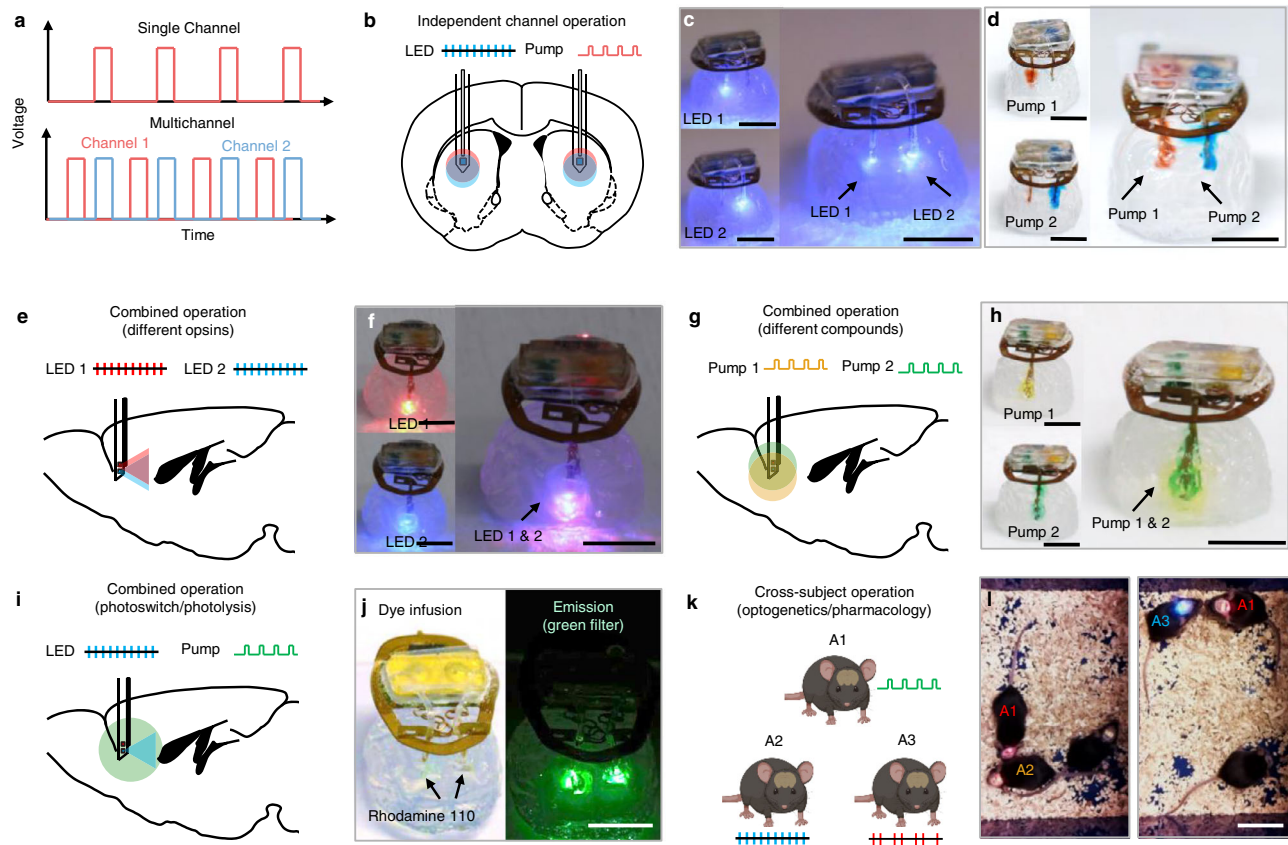 a
Single Channel
Voltage
Multichannel
Channel 1
Channel 2
Time
b
Independent channel operation
LED
Pump
c
LED 1
LED 2
LED 1
LED 2
d
Pump 1
Pump 2
Pump 1
Pump 2
e
Combined operation
(different opsins)
LED 1
LED 2
f
LED 1
LED 2
LED 1 & 2
g
Combined operation
(different compounds)
Pump 1
Pump 2
h
Pump 1
Pump 2
Pump 1 & 2
i
Combined operation
(photoswitch/photolysis)
LED
Pump
j
Dye infusion
Rhodamine 110
Emission
(green filter)
k
Cross-subject operation
(optogenetics/pharmacology)
A1
A2
A3
l
A1
A2
A3
A1